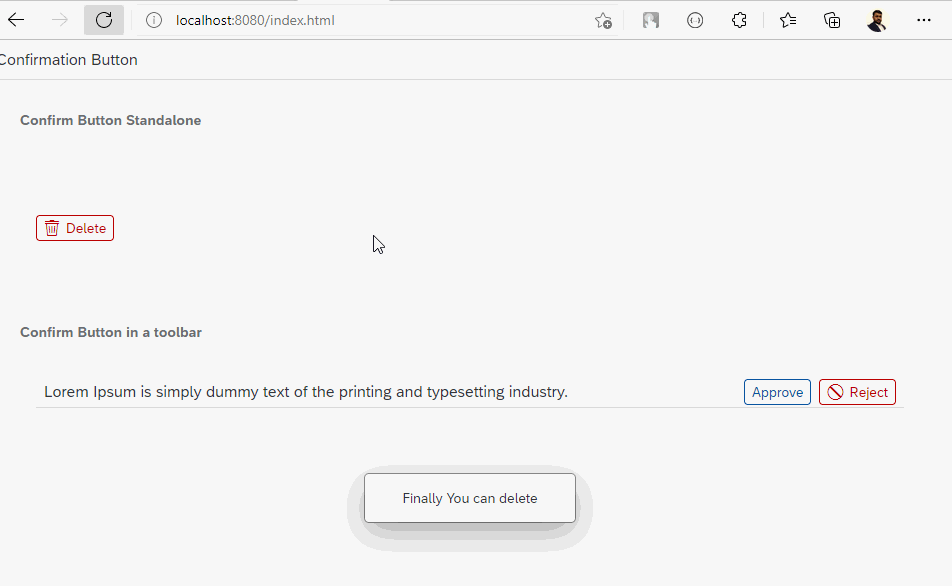 localhost:8080/index.html
Confirmation Button
Confirm Button Standalone
Delete
Confirm Button in a toolbar
Lorem Ipsum is simply dummy text of the printing and typesetting industry. Approve Reject
Finally You can delete